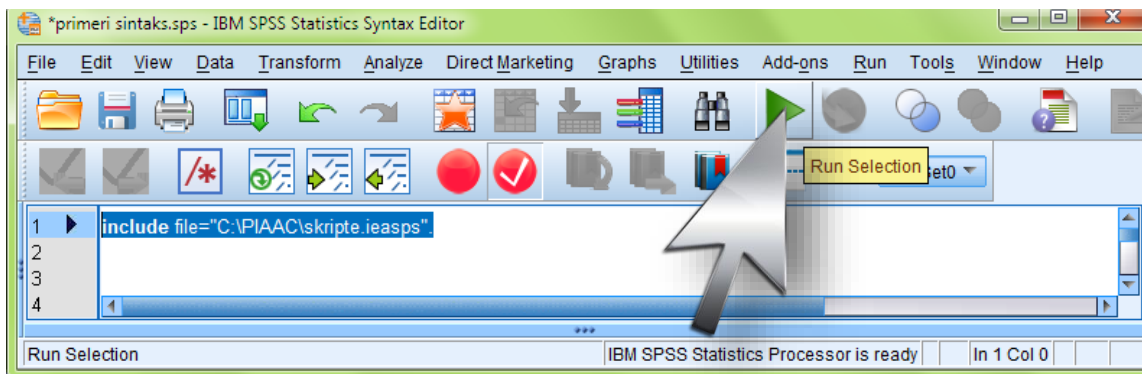 *primeri sintaks.sps - IBM SPSS Statistics Syntax Editor
File Edit View Data Transform Analyze Direct Marketing Graphs Utilities Add-ons Run Tools Window Help
/*
Run Selection
Set0
1 include file="C:\PIAAC\skripte.ieasps".
2
3
4
Run Selection IBM SPSS Statistics Processor is ready In 1 Col 0